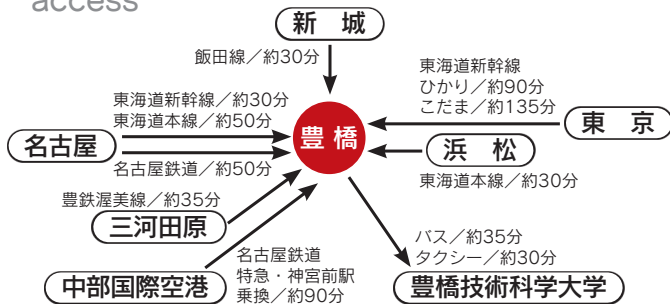 access
新 城
飯田線／約30分
東海道新幹線／約30分
東海道本線／約50分
東海道新幹線
ひかり／約90分
こだま／約135分
豊 橋
名古屋
東 京
浜 松
名古屋鉄道／約50分
東海道本線／約30分
豊鉄渥美線／約35分
三河田原
名古屋鉄道
特急・神宮前駅
乗換／約90分
バス／約35分
タクシー／約30分
中部国際空港
豊橋技術科学大学